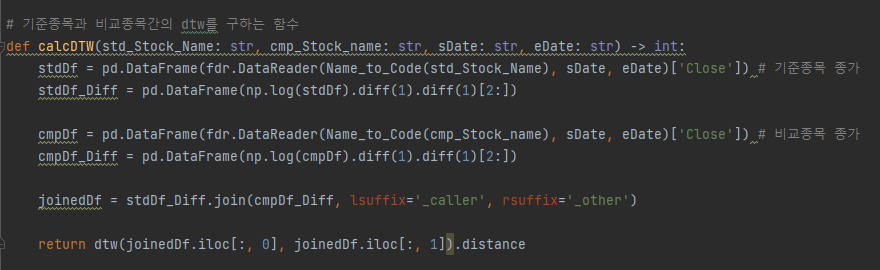 # 기준종목과 비교종목간의 dtw를 구하는 함수
def calcDTW(std_Stock_Name: str, cmp_Stock_name: str, sDate: str, eDate: str) -> int:
    stdDf = pd.DataFrame(fdr.DataReader(Name_to_Code(std_Stock_Name), sDate, eDate)['Close']) # 기준종목 종가
    stdDf_Diff = pd.DataFrame(np.log(stdDf).diff(1).diff(1)[2:])
    cmpDf = pd.DataFrame(fdr.DataReader(Name_to_Code(cmp_Stock_name), sDate, eDate)['Close']) # 비교종목 종가
    cmpDf_Diff = pd.DataFrame(np.log(cmpDf).diff(1).diff(1)[2:])
    joinedDf = stdDf_Diff.join(cmpDf_Diff, lsuffix='_caller', rsuffix='_other')
    return dtw(joinedDf.iloc[:, 0], joinedDf.iloc[:, 1]).distance